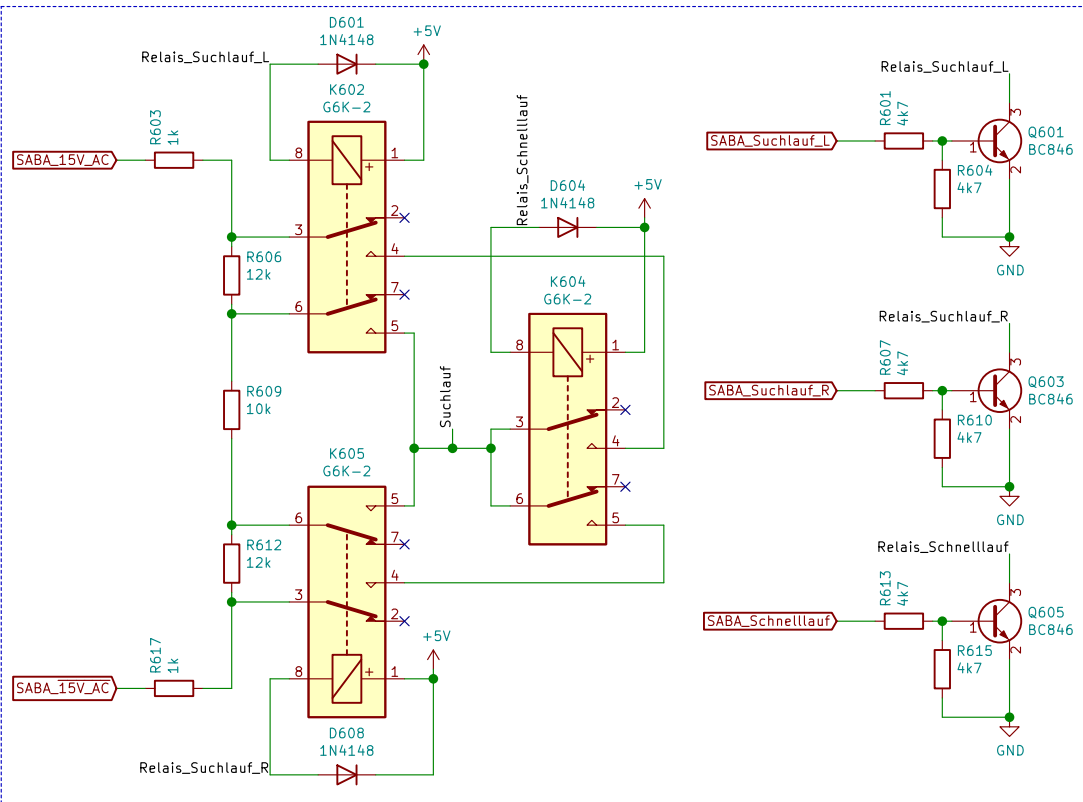 D601
1N4148
+5V
Relais_Suchlauf_L
K602
G6K-2
R603
1k
SABA_15V_AC
8
1
+
2
3
4
7
6
5
R606
12k
R609
10k
Relais_Schnelllauf
D604
1N4148
+5V
K604
G6K-2
8
1
+
2
3
4
7
6
5
Suchlauf
K605
G6K-2
5
6
7
R612
12k
4
3
2
+5V
R617
1k
SABA_15V_AC
8
1
+
D608
1N4148
Relais_Suchlauf_R
Relais_Suchlauf_L
R601
4k7
SABA_Suchlauf_L
3
1
Q601
BC846
2
R604
4k7
GND
Relais_Suchlauf_R
R607
4k7
SABA_Suchlauf_R
3
1
Q603
BC846
2
R610
4k7
GND
Relais_Schnelllauf
R613
4k7
SABA_Schnelllauf
3
1
Q605
BC846
2
R615
4k7
GND